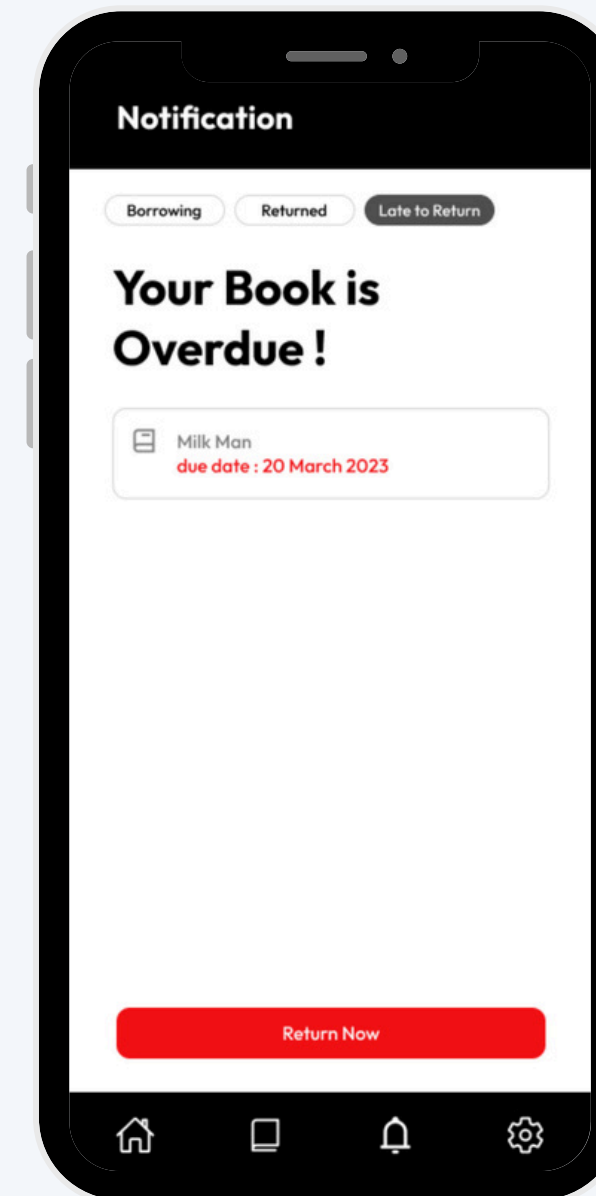 Notification
Borrowing Returned Late to Return
Your Book is
Overdue !
Milk Man
due date : 20 March 2023
Return Now